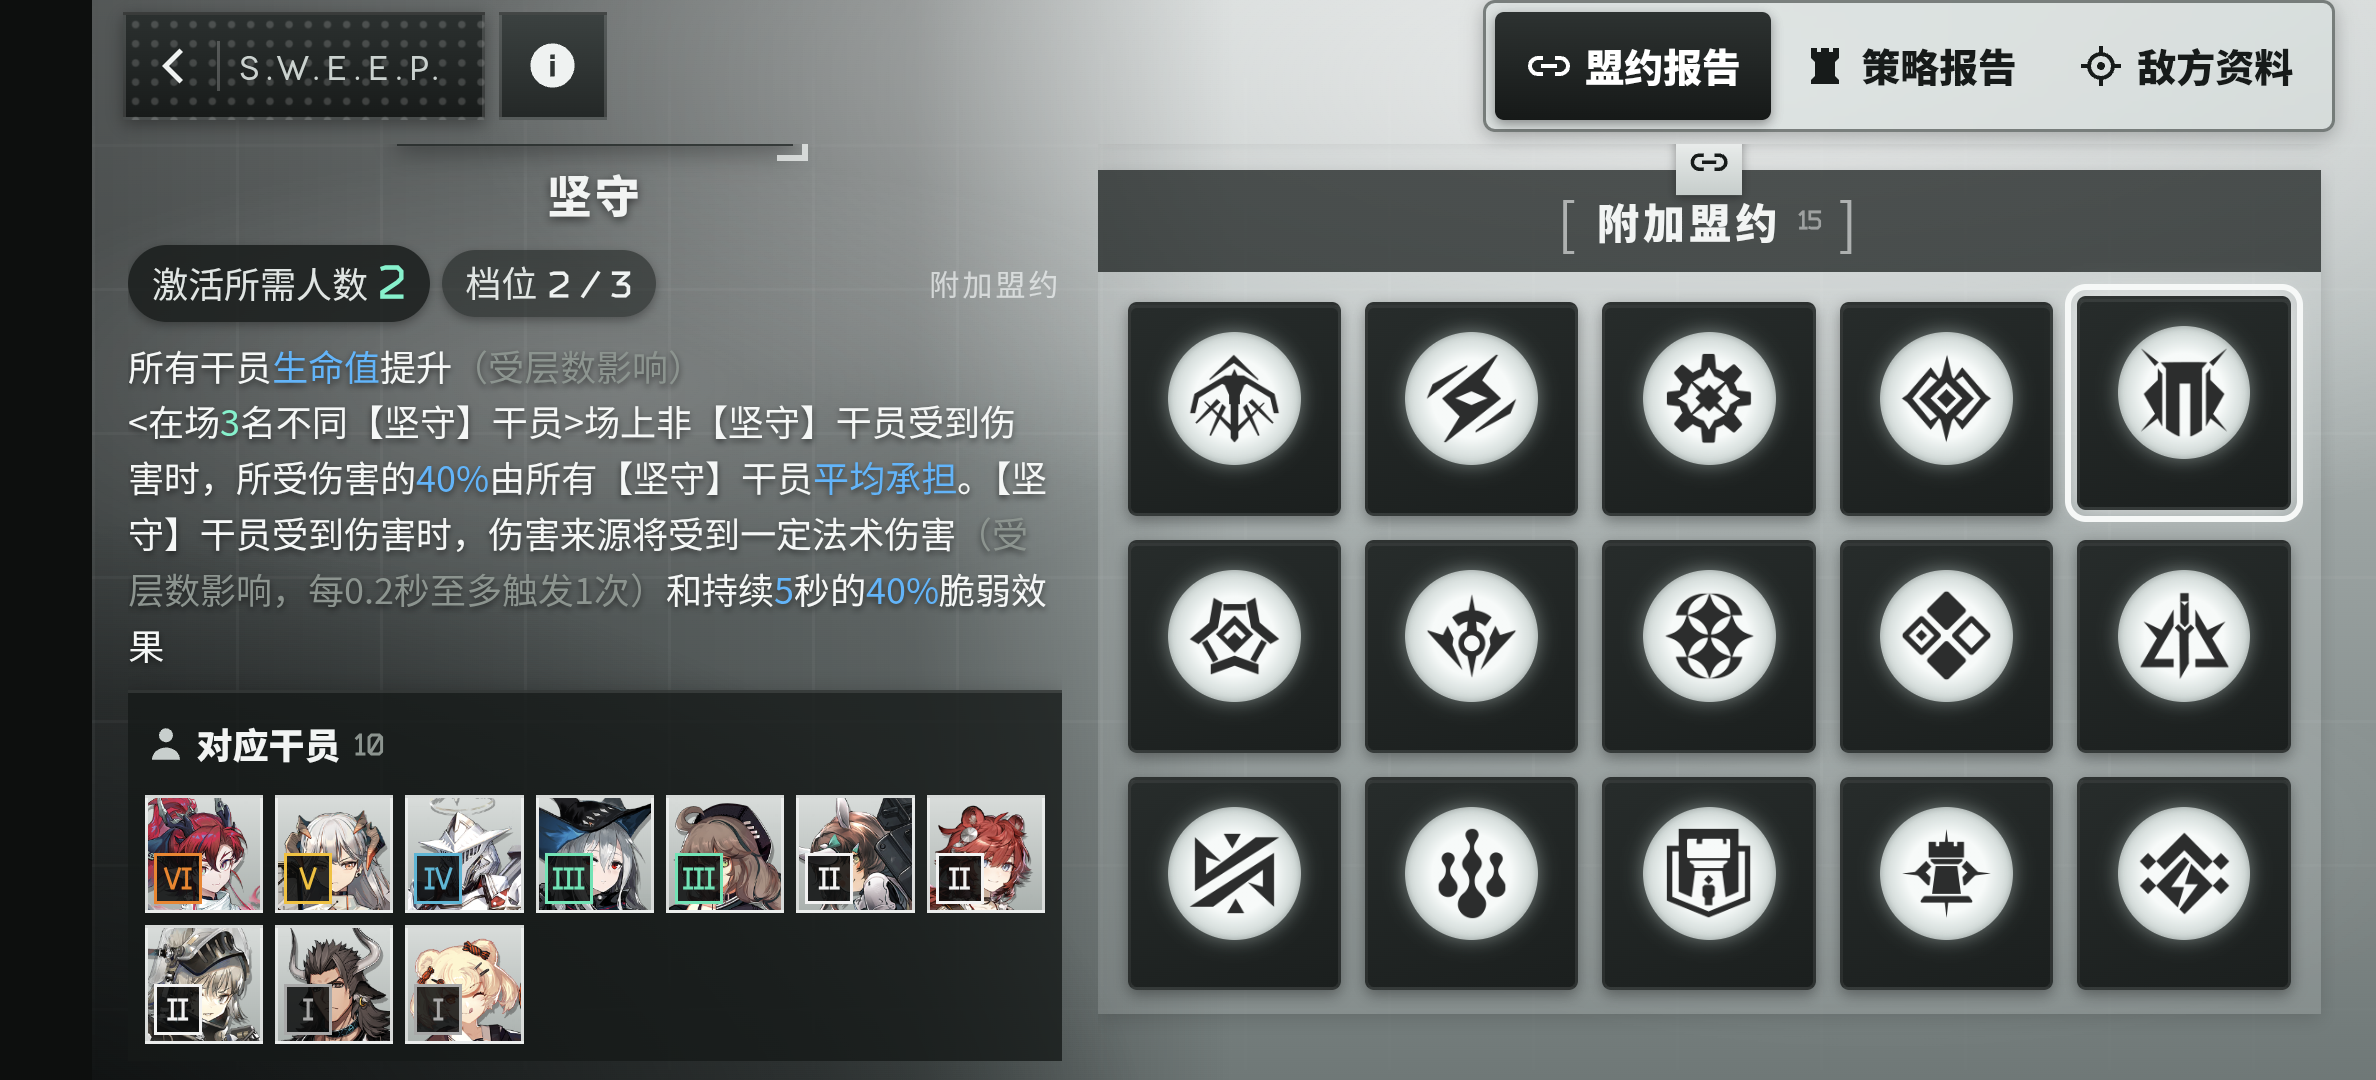 S.W.E.E.P.
盟约报告
策略报告
敌方资料
坚守
激活所需人数 2
档位 2 / 3
附加盟约
所有干员生命值提升（受层数影响）
<在场3名不同【坚守】干员>场上非【坚守】干员受到伤
害时，所受伤害的40%由所有【坚守】干员平均承担。【坚
守】干员受到伤害时，伤害来源将受到一定法术伤害（受
层数影响，每0.2秒至多触发1次）和持续5秒的40%脆弱效
果
对应干员 10
VI
V
IV
III
III
II
II
II
I
I
[ 附加盟约 15 ]